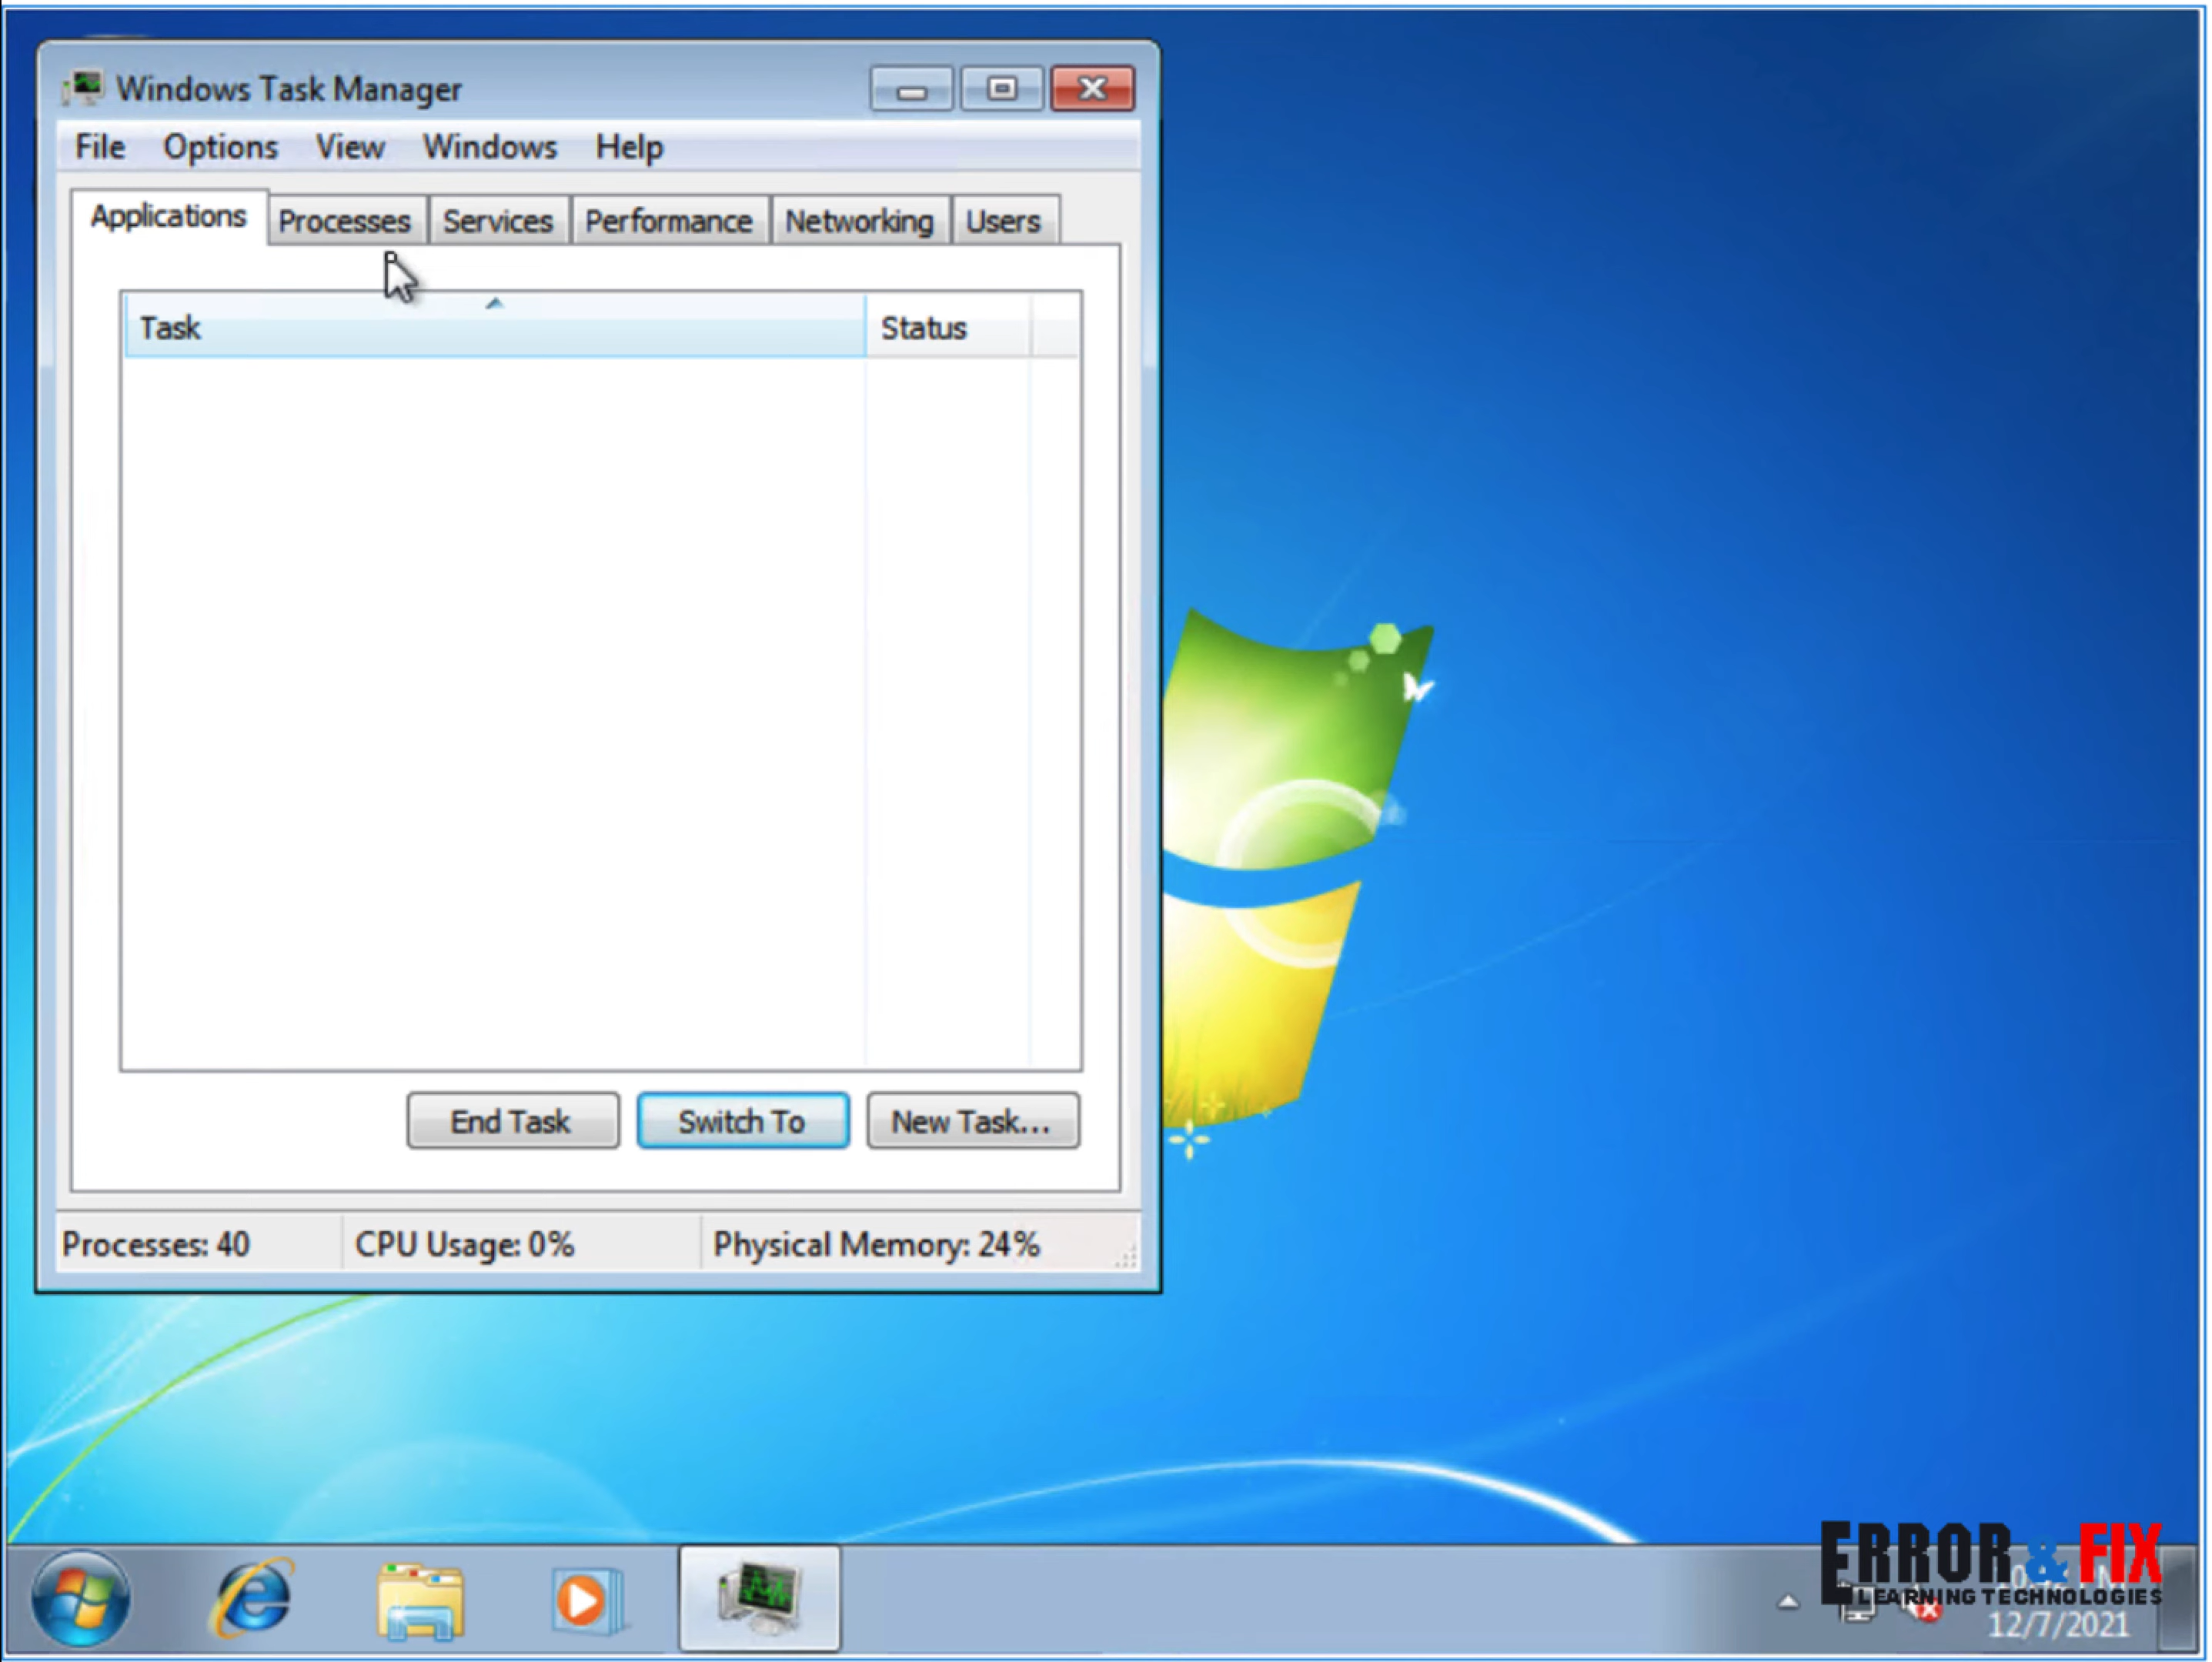 Windows Task Manager
File Options View Windows Help
Applications Processes Services Performance Networking Users
Task Status
End Task Switch To New Task...
Processes: 40 CPU Usage: 0% Physical Memory: 24%
ERROR & FIX
LEARNING TECHNOLOGIES
12/7/2021